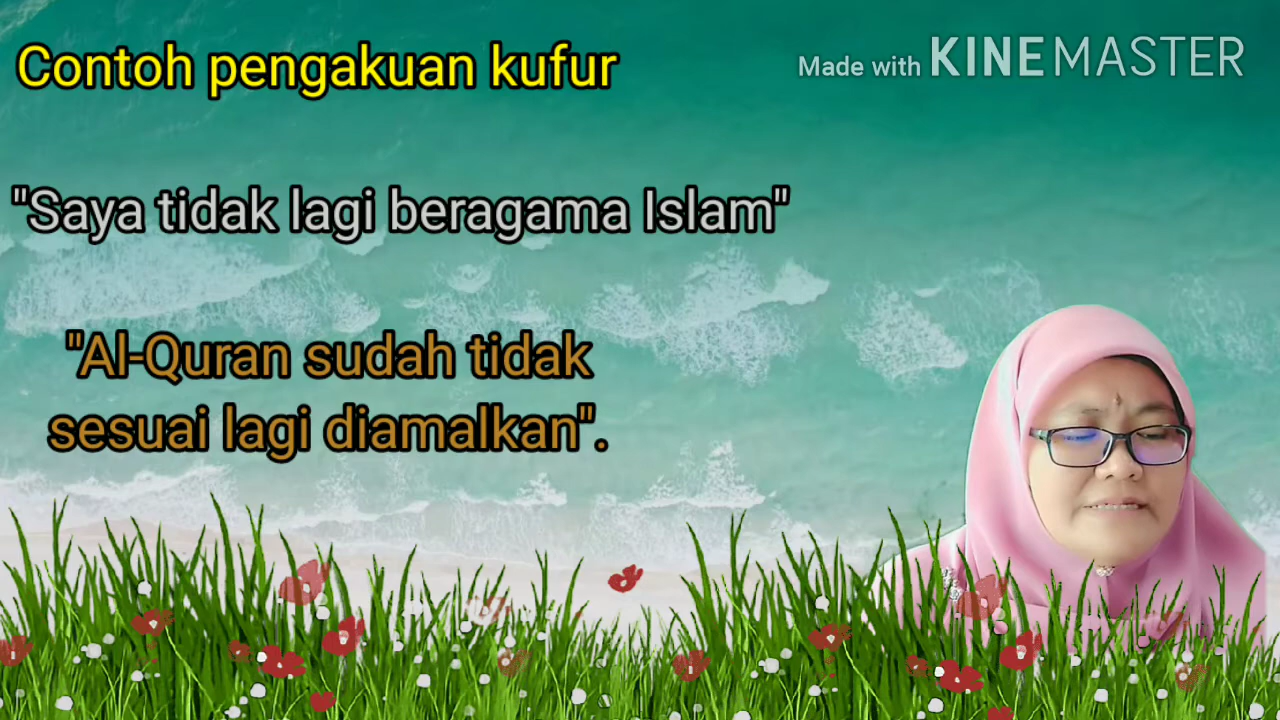 Contoh pengakuan kufur
Made with KINEMASTER
"Saya tidak lagi beragama Islam"
"Al-Quran sudah tidak
sesuai lagi diamalkan".